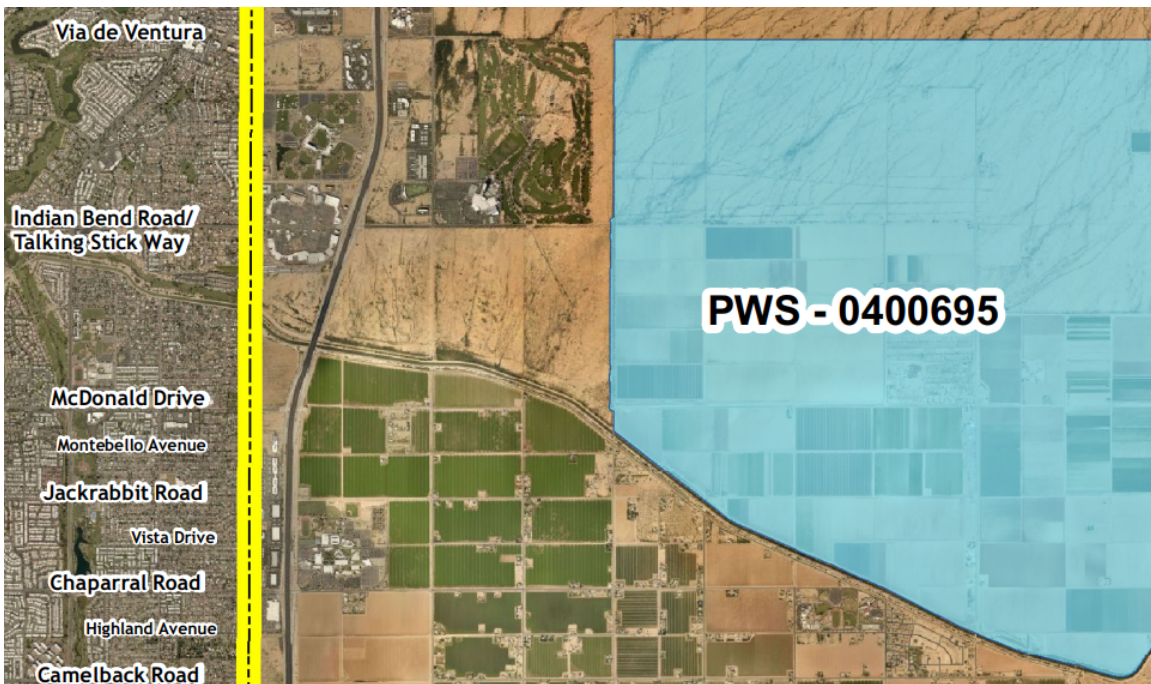 Via de Ventura
Indian Bend Road/
Talking Stick Way
PWS - 0400695
McDonald Drive
Montebello Avenue
Jackrabbit Road
Vista Drive
Chaparral Road
Highland Avenue
Camelback Road